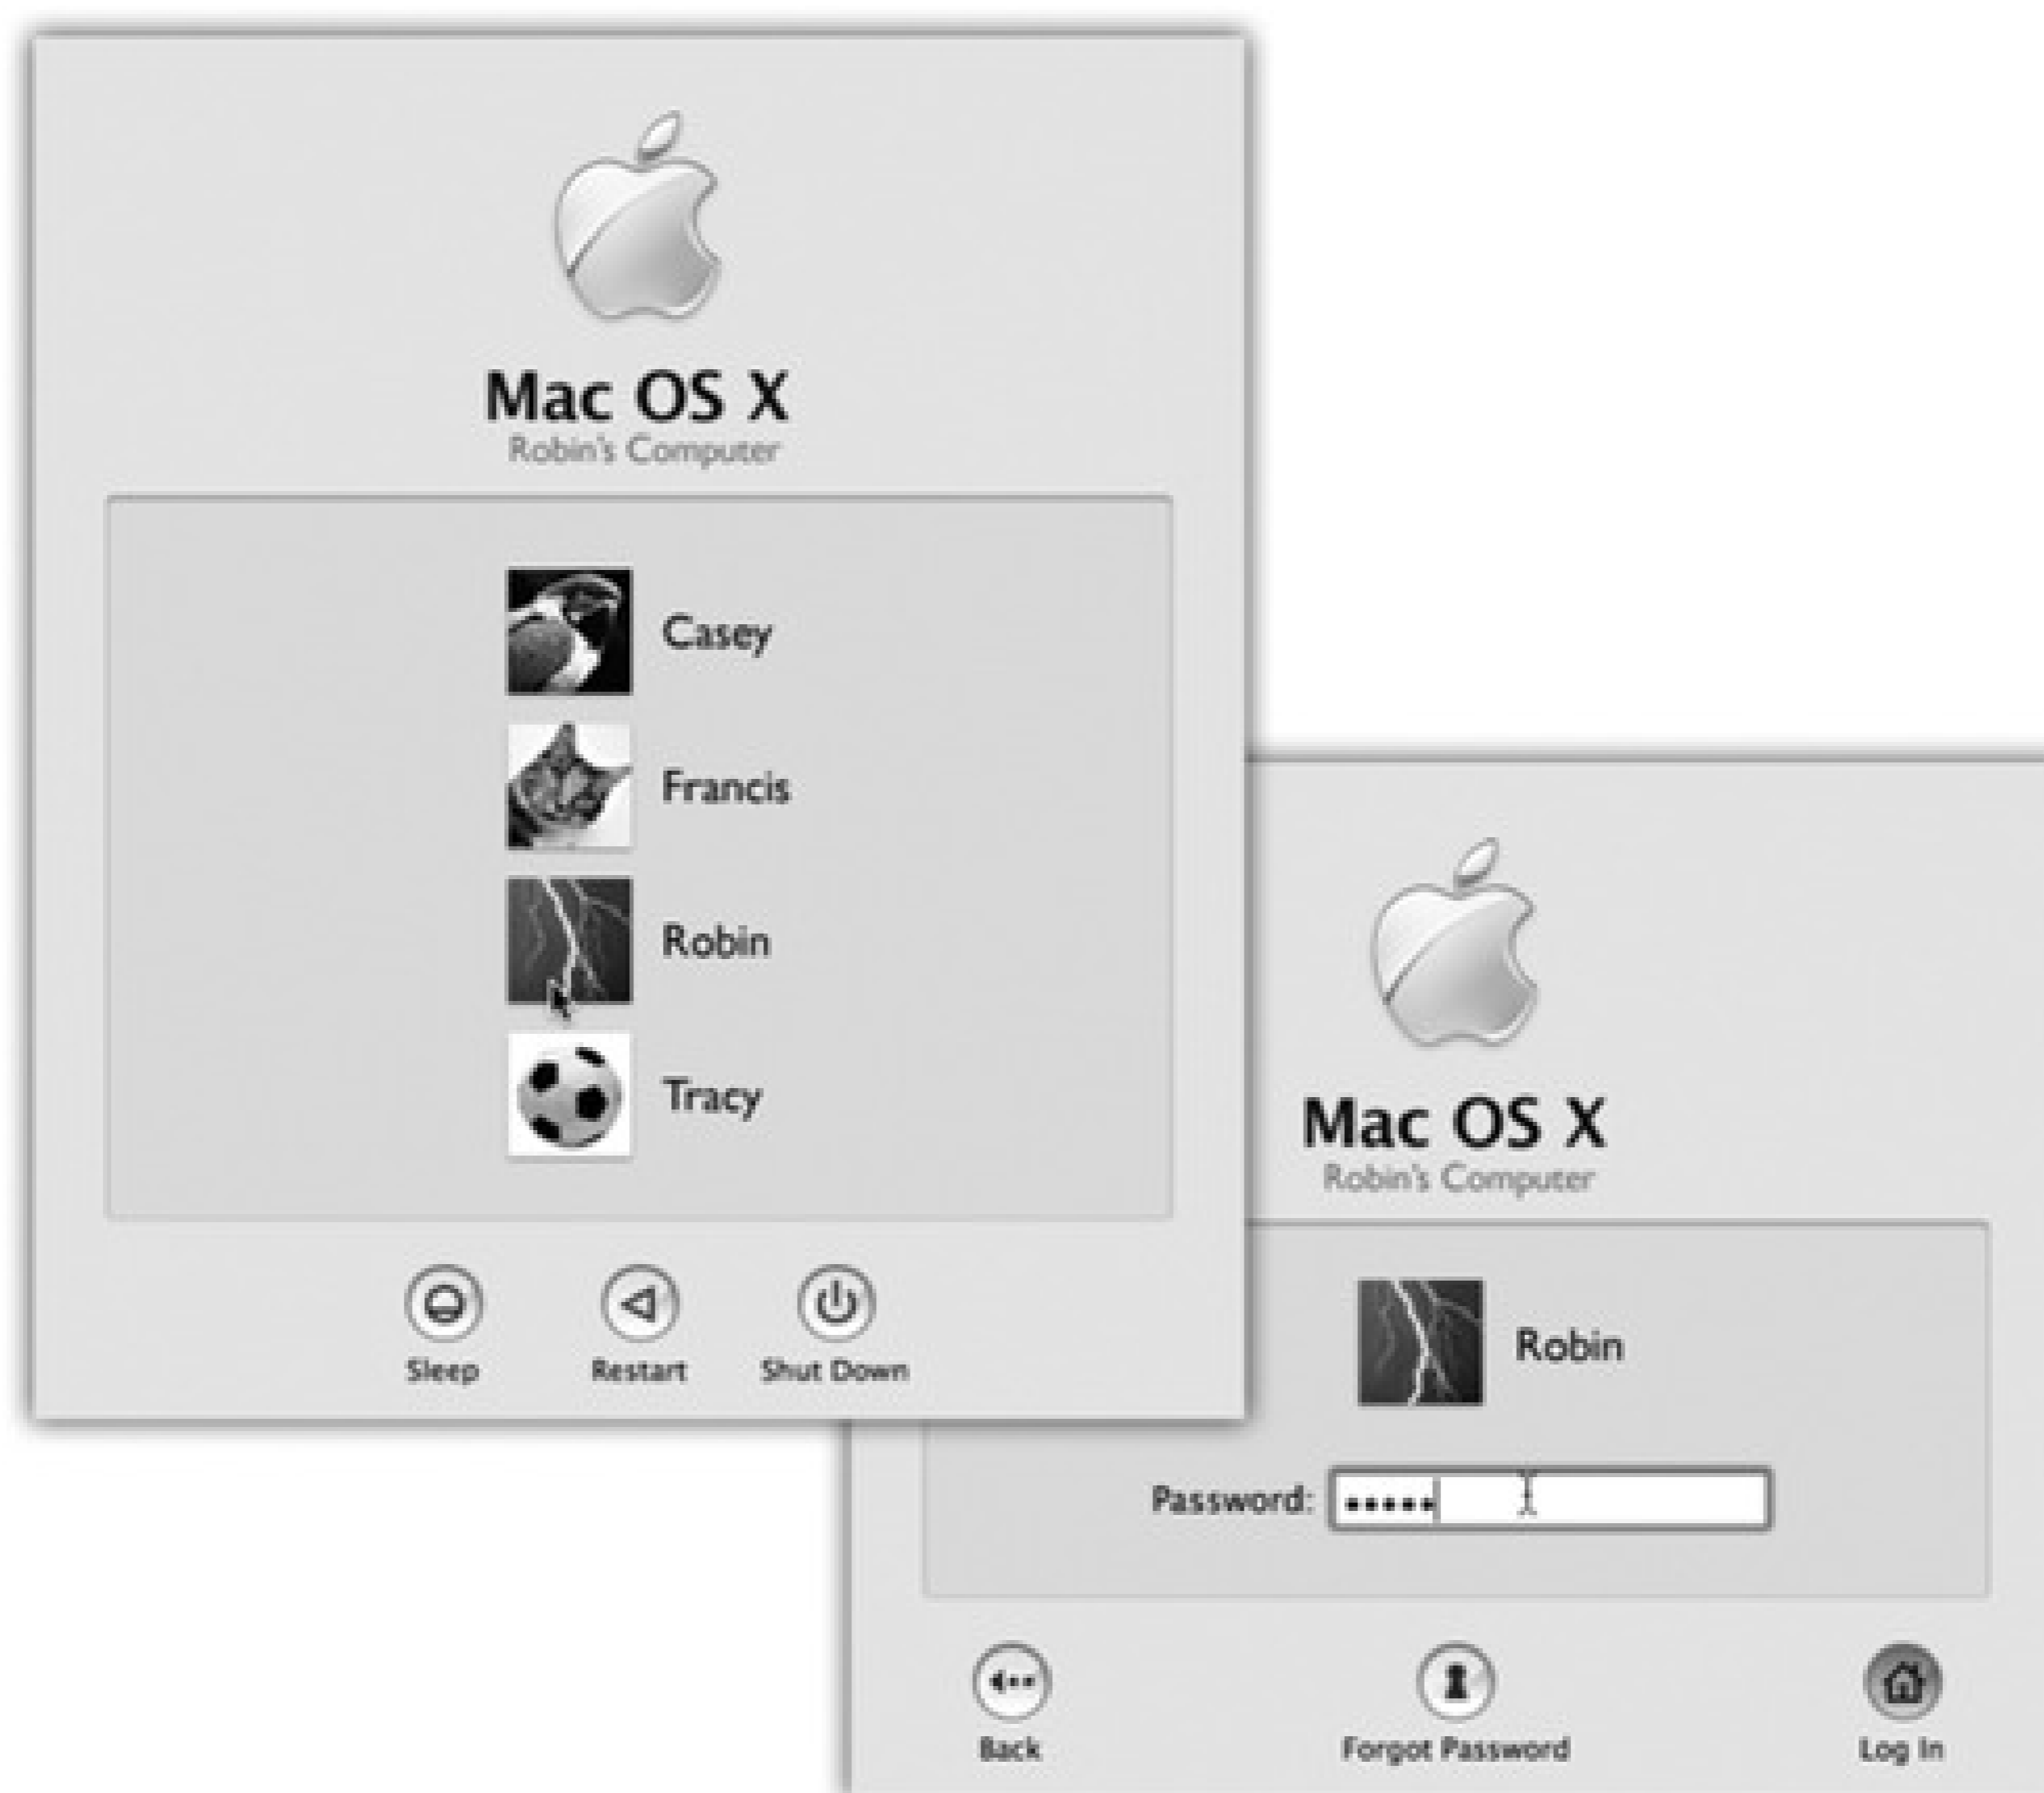 Mac OS X
Robin's Computer
Casey
Francis
Robin
Tracy
Sleep
Restart
Shut Down
Mac OS X
Robin's Computer
Robin
Password: •••••
Back
Forgot Password
Log In